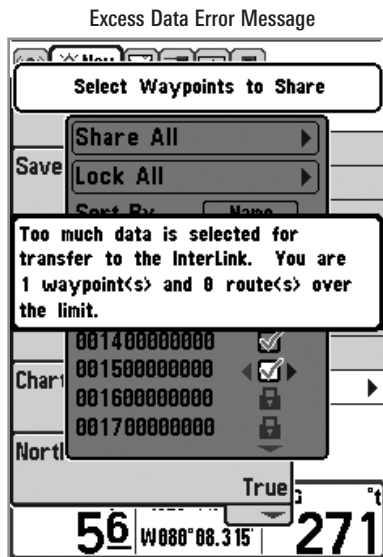 Excess Data Error Message
Nav
Select Waypoints to Share
Share All
Save
Lock All
Sort By Name
Too much data is selected for
transfer to the InterLink. You are
1 waypoint(s) and 0 route(s) over
the limit.
001400000000
001500000000
Chart
001600000000
001700000000
North
True
°t
56
W080°08.315'
271